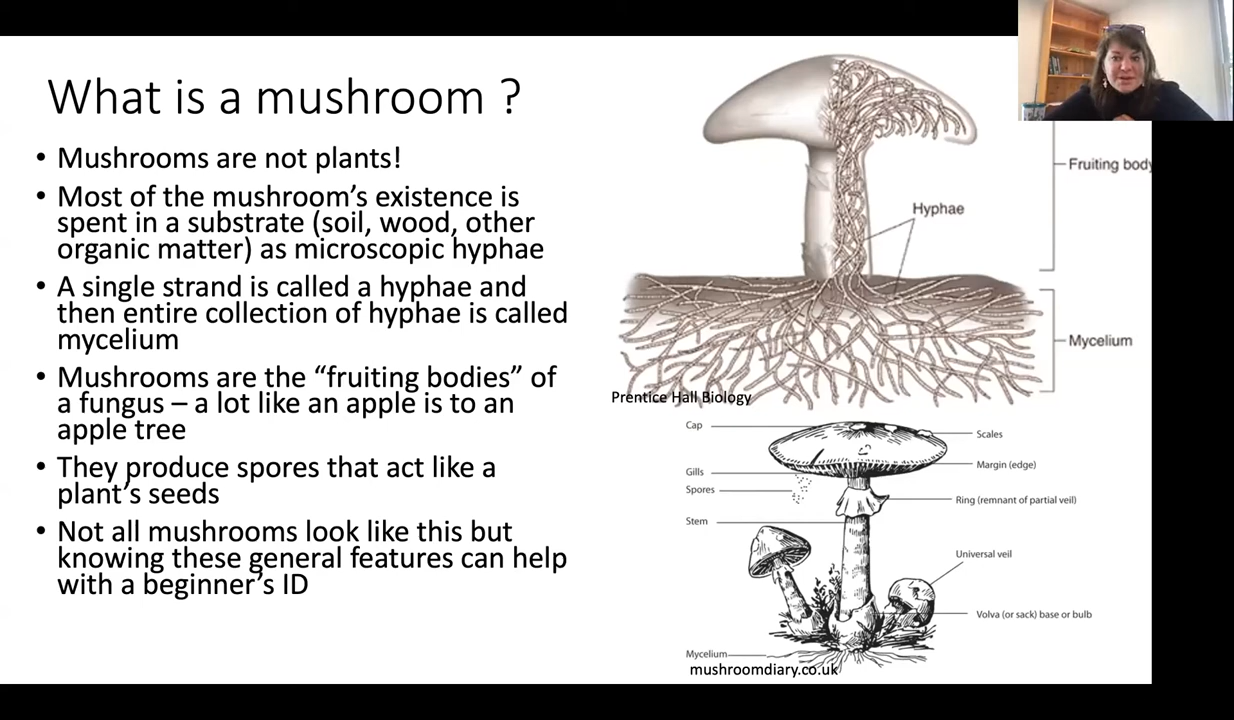 What is a mushroom ?
• Mushrooms are not plants!
• Most of the mushroom’s existence is
spent in a substrate (soil, wood, other
organic matter) as microscopic hyphae
• A single strand is called a hyphae and
then entire collection of hyphae is called
mycelium
• Mushrooms are the “fruiting bodies” of
a fungus – a lot like an apple is to an
apple tree
• They produce spores that act like a
plant’s seeds
• Not all mushrooms look like this but
knowing these general features can help
with a beginner’s ID
Fruiting body
Hyphae
Mycelium
Prentice Hall Biology
Cap
Scales
Margin (edge)
Gills
Spores
Ring (remnant of partial veil)
Stem
Universal veil
Volva (or sack) base or bulb
Mycelium
mushroomdiary.co.uk